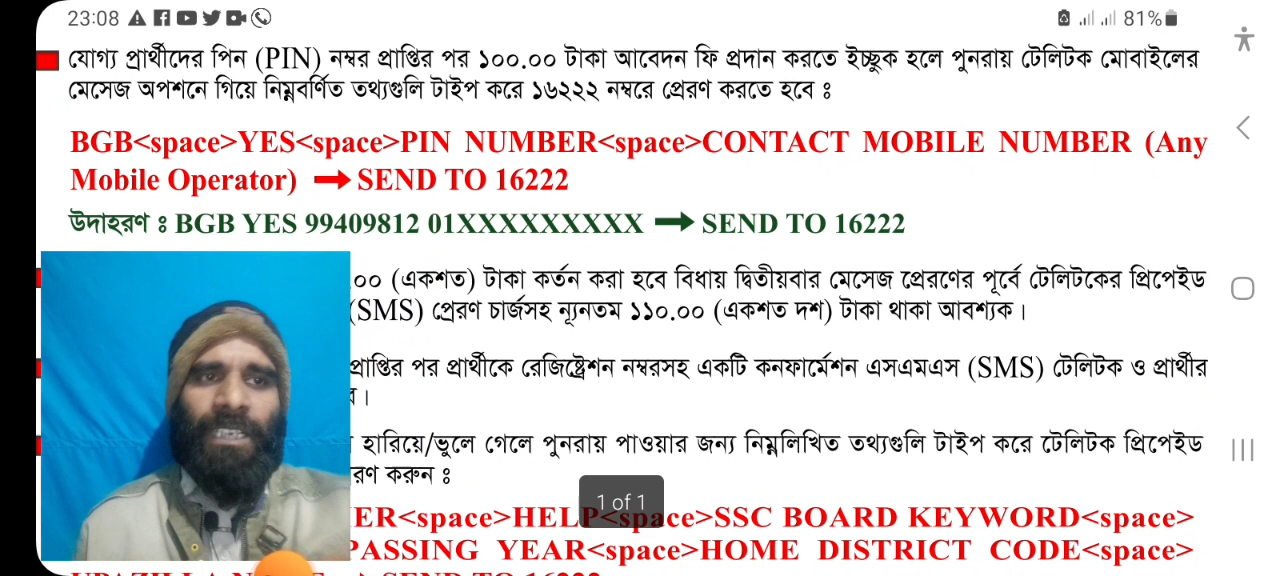 23:08 81%
যোগ্য প্রার্থীদের পিন (PIN) নম্বর প্রাপ্তির পর ১০০.০০ টাকা আবেদন ফি প্রদান করতে ইচ্ছুক হলে পুনরায় টেলিটক মোবাইলের
মেসেজ অপশনে গিয়ে নিম্নবর্ণিত তথ্যগুলি টাইপ করে ১৬২২২ নম্বরে প্রেরণ করতে হবে ঃ
BGB<space>YES<space>PIN NUMBER<space>CONTACT MOBILE NUMBER (Any
Mobile Operator) ➞ SEND TO 16222
উদাহরণ ঃ BGB YES 99409812 01XXXXXXXXX ➞ SEND TO 16222
.০০ (একশত) টাকা কর্তন করা হবে বিধায় দ্বিতীয়বার মেসেজ প্রেরণের পূর্বে টেলিটকের প্রিপেইড
(SMS) প্রেরণ চার্জসহ ন্যূনতম ১১০.০০ (একশত দশ) টাকা থাকা আবশ্যক।
প্রাপ্তির পর প্রার্থীকে রেজিষ্ট্রেশন নম্বরসহ একটি কনফার্মেশন এসএমএস (SMS) টেলিটক ও প্রার্থীর
হারিয়ে/ভুলে গেলে পুনরায় পাওয়ার জন্য নিম্নলিখিত তথ্যগুলি টাইপ করে টেলিটক প্রিপেইড
রণ করুন ঃ
1 of 1
ER<space>HELP<space>SSC BOARD KEYWORD<space>
PASSING YEAR<space>HOME DISTRICT CODE<space>
SEND TO 16222